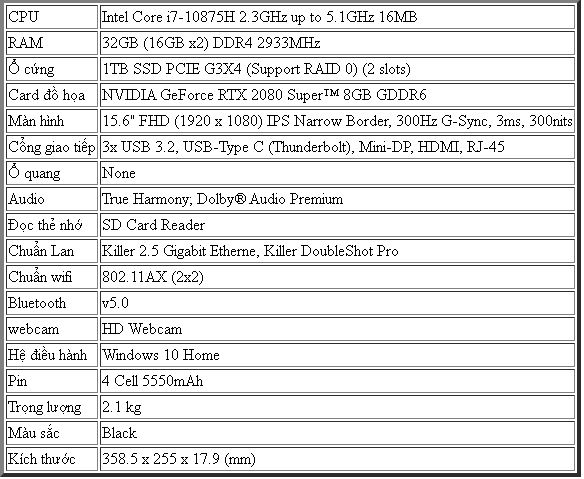 CPU Intel Core i7-10875H 2.3GHz up to 5.1GHz 16MB
RAM 32GB (16GB x2) DDR4 2933MHz
Ổ cứng 1TB SSD PCIE G3X4 (Support RAID 0) (2 slots)
Card đồ họa NVIDIA GeForce RTX 2080 Super™ 8GB GDDR6
Màn hình 15.6" FHD (1920 x 1080) IPS Narrow Border, 300Hz G-Sync, 3ms, 300nits
Cổng giao tiếp 3x USB 3.2, USB-Type C (Thunderbolt), Mini-DP, HDMI, RJ-45
Ổ quang None
Audio True Harmony; Dolby® Audio Premium
Đọc thẻ nhớ SD Card Reader
Chuẩn Lan Killer 2.5 Gigabit Etherne, Killer DoubleShot Pro
Chuẩn wifi 802.11AX (2x2)
Bluetooth v5.0
webcam HD Webcam
Hệ điều hành Windows 10 Home
Pin 4 Cell 5550mAh
Trọng lượng 2.1 kg
Màu sắc Black
Kích thước 358.5 x 255 x 17.9 (mm)